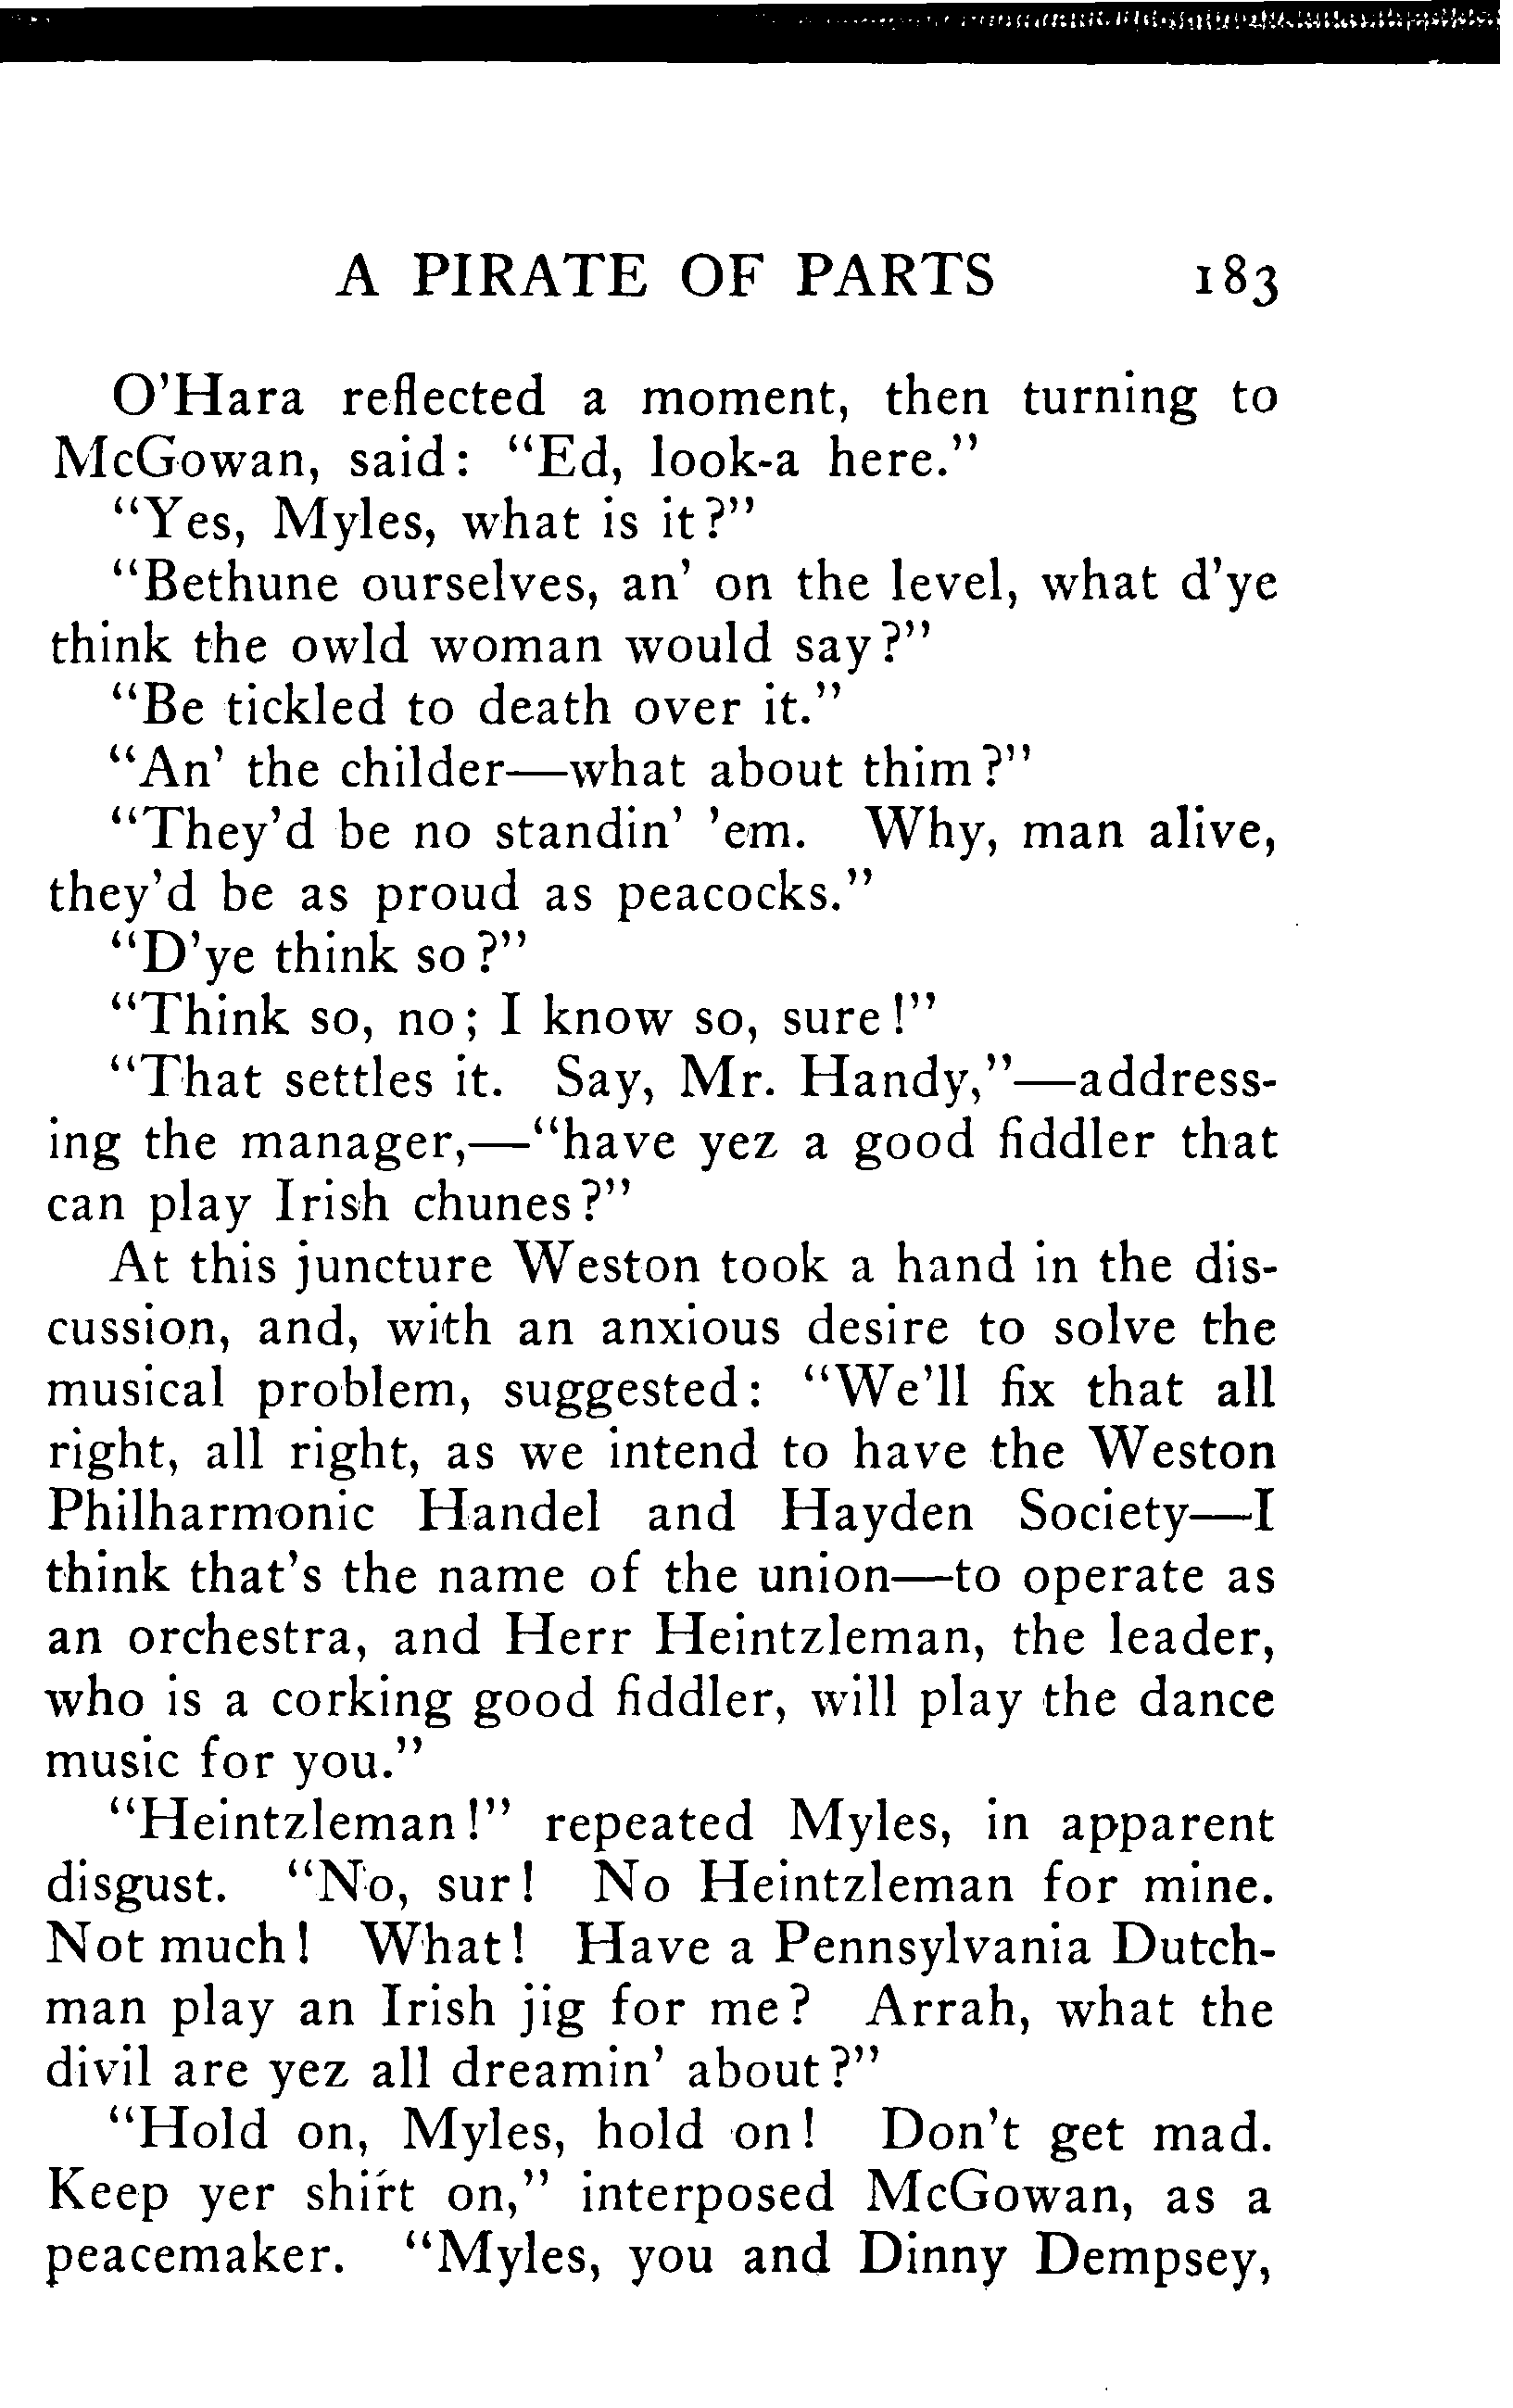 A PIRATE OF PARTS 183
O'Hara reflected a moment, then turning to
McGowan, said: "Ed, look-a here."
"Yes, Myles, what is it?"
"Bethune ourselves, an' on the level, what d'ye
think the owld woman would say?"
"Be tickled to death over it."
"An' the childer—what about thim?"
"They'd be no standin' 'em. Why, man alive,
they'd be as proud as peacocks."
"D'ye think so?"
"Think so, no; I know so, sure!"
"That settles it. Say, Mr. Handy,"—address-
ing the manager,—"have yez a good fiddler that
can play Irish chunes?"
At this juncture Weston took a hand in the dis-
cussion, and, with an anxious desire to solve the
musical problem, suggested: "We'll fix that all
right, all right, as we intend to have the Weston
Philharmonic Handel and Hayden Society—I
think that's the name of the union—to operate as
an orchestra, and Herr Heintzleman, the leader,
who is a corking good fiddler, will play the dance
music for you."
"Heintzleman!" repeated Myles, in apparent
disgust. "No, sur! No Heintzleman for mine.
Not much! What! Have a Pennsylvania Dutch-
man play an Irish jig for me? Arrah, what the
divil are yez all dreamin' about?"
"Hold on, Myles, hold on! Don't get mad.
Keep yer shirt on," interposed McGowan, as a
peacemaker. "Myles, you and Dinny Dempsey,